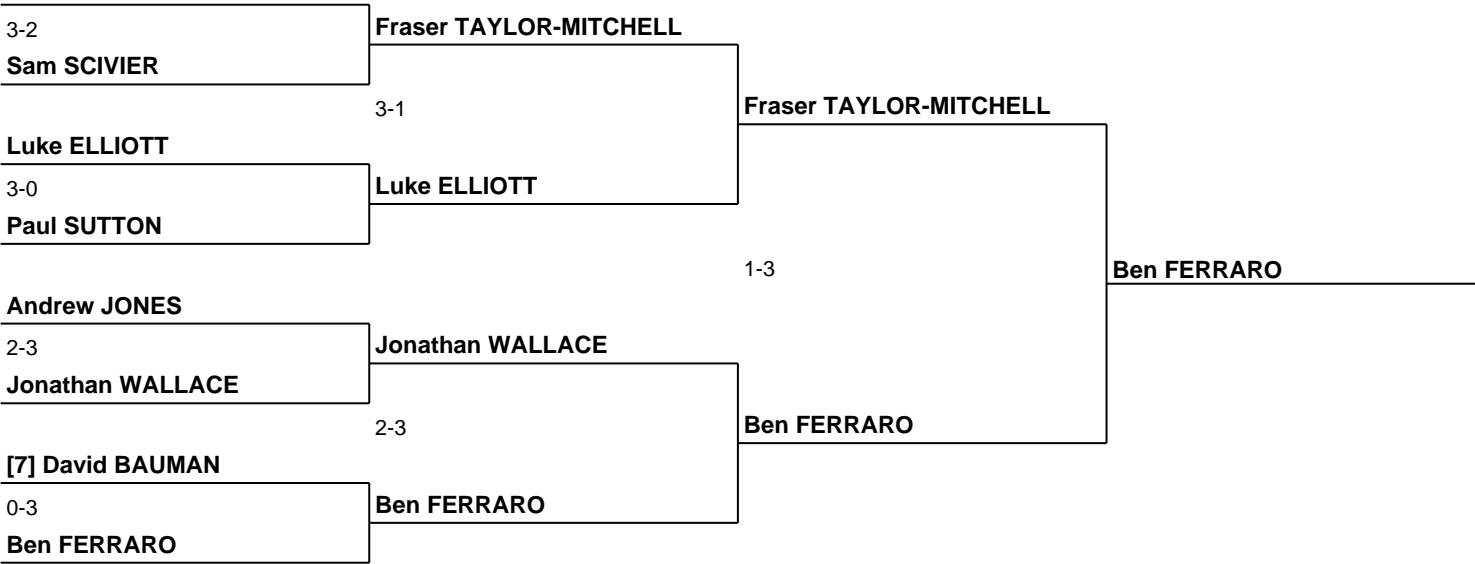 3-2
Fraser TAYLOR-MITCHELL
Sam SCIVIER
3-1
Fraser TAYLOR-MITCHELL
Luke ELLIOTT
3-0
Luke ELLIOTT
Paul SUTTON
1-3
Ben FERRARO
Andrew JONES
2-3
Jonathan WALLACE
Jonathan WALLACE
2-3
Ben FERRARO
[7] David BAUMAN
0-3
Ben FERRARO
Ben FERRARO